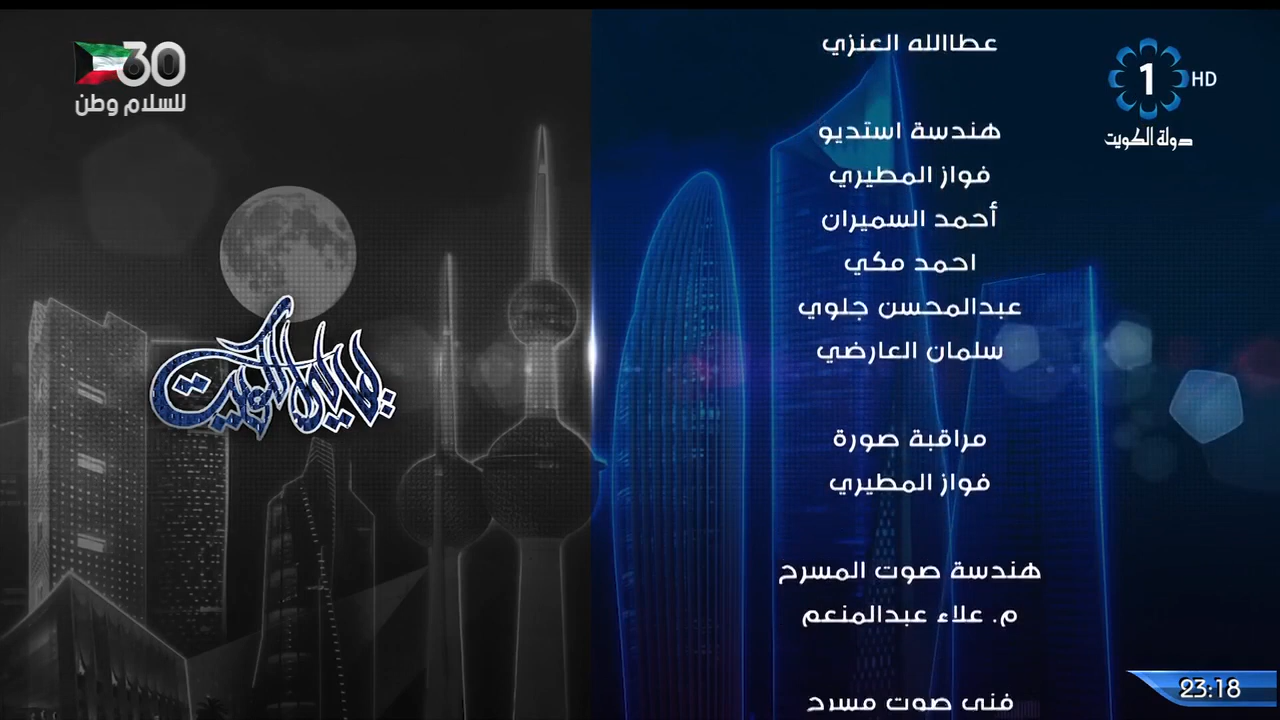 30
للسلام وطن
1 HD
دولة الكويت
عطاالله العنزي
هندسة استديو
فواز المطيري
أحمد السميران
احمد مكي
عبدالمحسن جلوي
سلمان العارضي
مراقبة صورة
فواز المطيري
هندسة صوت المسرح
م. علاء عبدالمنعم
فني صوت مسرح
23:18